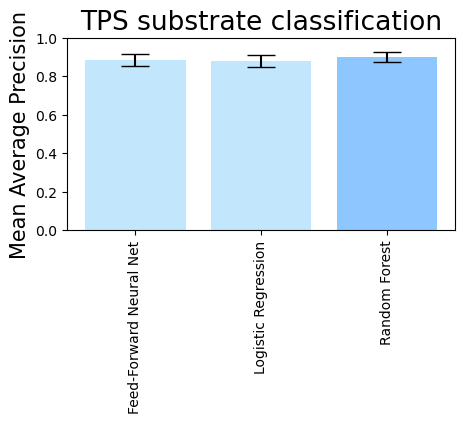 TPS substrate classification
Mean Average Precision
1.0
0.8
0.6
0.4
0.2
0.0
Feed-Forward Neural Net
Logistic Regression
Random Forest